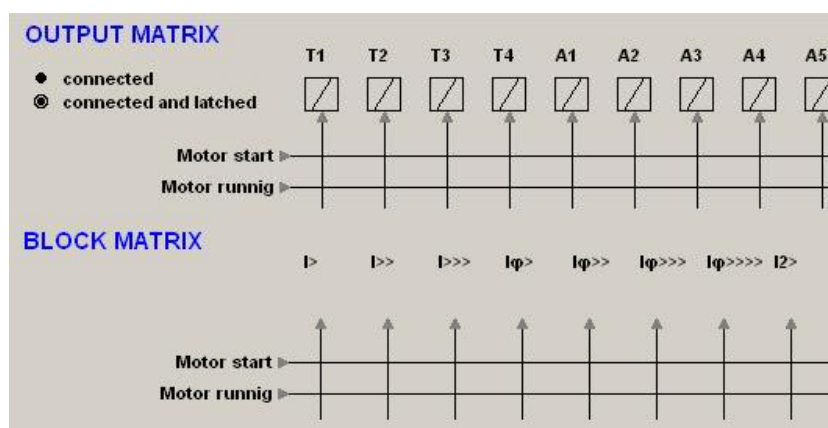 OUTPUT MATRIX
T1 T2 T3 T4 A1 A2 A3 A4 A5
connected
connected and latched
Motor start
Motor runnig
BLOCK MATRIX
I> I>> I>>> Iφ> Iφ>> Iφ>>> Iφ>>>> I2>
Motor start
Motor runnig